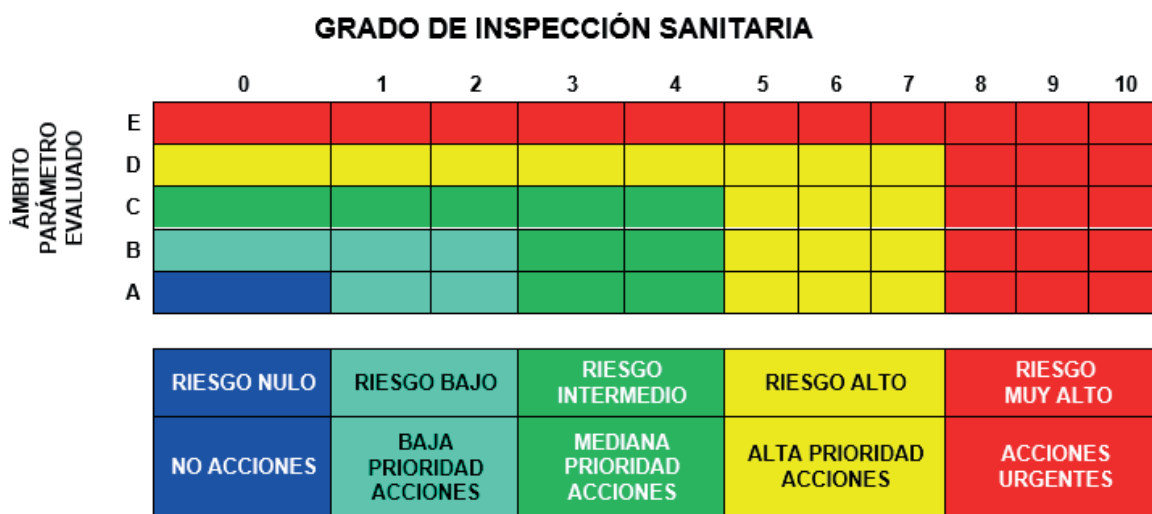 GRADO DE INSPECCIÓN SANITARIA
0 1 2 3 4 5 6 7 8 9 10
ÁMBITO
PARÁMETRO
EVALUADO
E
D
C
B
A
RIESGO NULO
RIESGO BAJO
RIESGO
INTERMEDIO
RIESGO ALTO
RIESGO
MUY ALTO
NO ACCIONES
BAJA
PRIORIDAD
ACCIONES
MEDIANA
PRIORIDAD
ACCIONES
ALTA PRIORIDAD
ACCIONES
ACCIONES
URGENTES